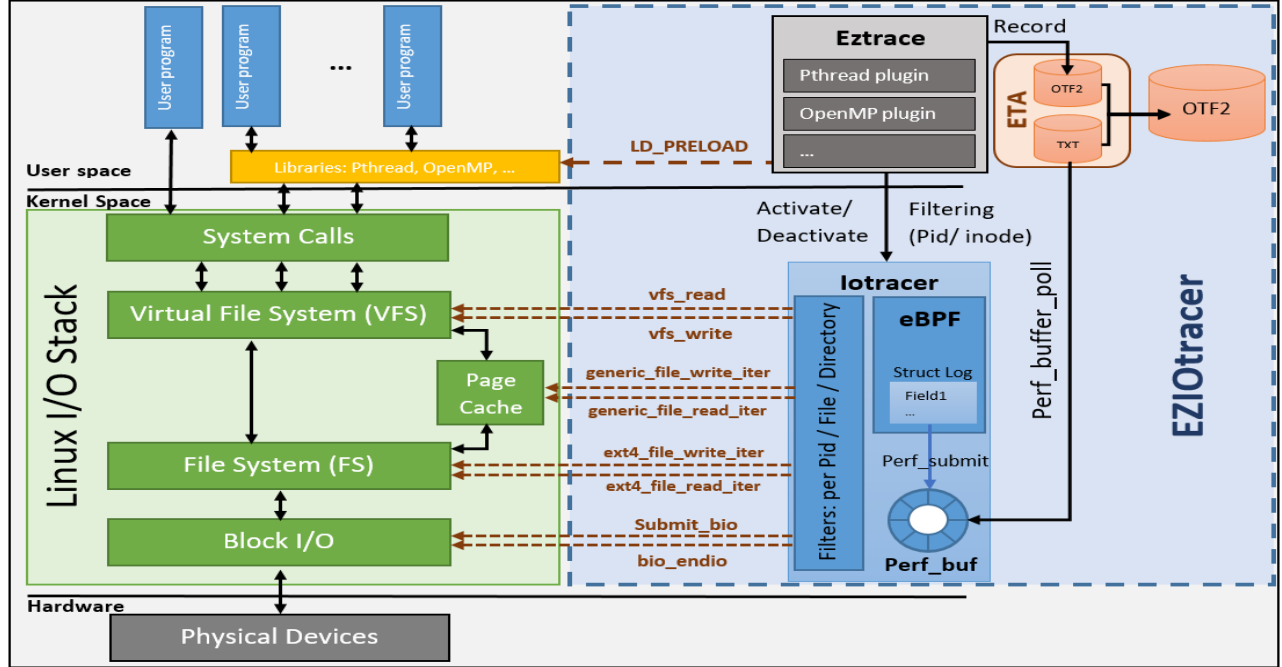 User program
User program
...
User program
Libraries: Pthread, OpenMP, ...
User space
Kernel Space
Linux I/O Stack
System Calls
Virtual File System (VFS)
Page
Cache
File System (FS)
Block I/O
Hardware
Physical Devices
LD_PRELOAD
vfs_read
vfs_write
generic_file_write_iter
generic_file_read_iter
ext4_file_write_iter
ext4_file_read_iter
Submit_bio
bio_endio
Eztrace
Pthread plugin
OpenMP plugin
...
Record
ETA
OTF2
TXT
OTF2
Activate/
Deactivate
Filtering
(Pid/ inode)
Iotracer
Filters: per Pid / File / Directory
eBPF
Struct Log
Field1
...
Perf_submit
Perf_buf
Perf_buffer_poll
EZIOtracer